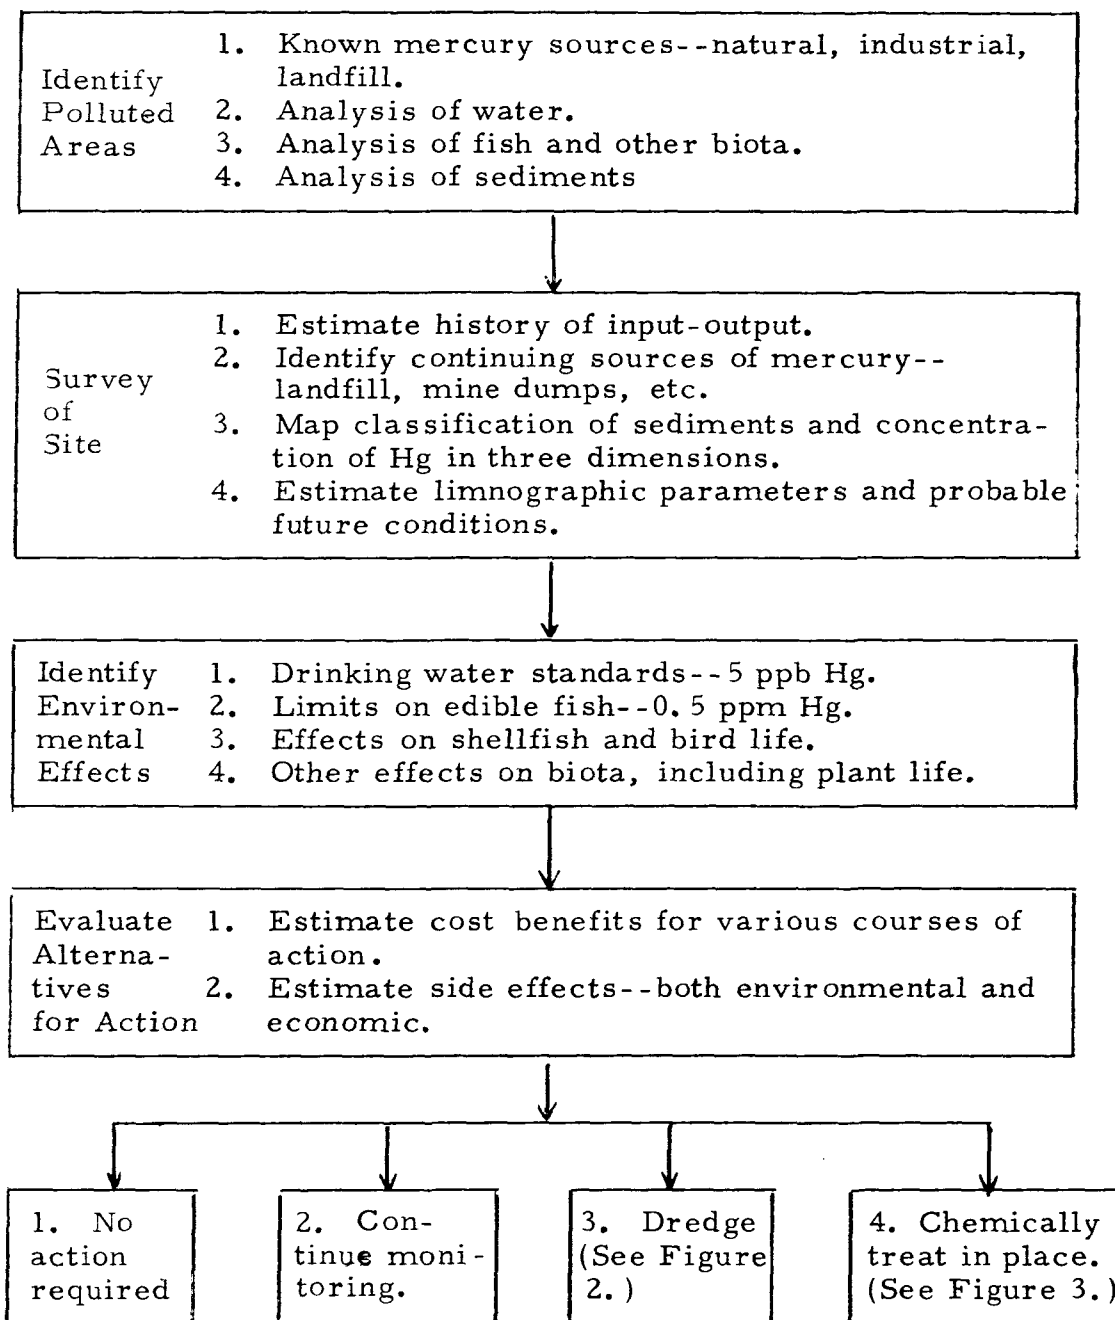 Identify
Polluted
Areas
1. Known mercury sources--natural, industrial,
landfill.
2. Analysis of water.
3. Analysis of fish and other biota.
4. Analysis of sediments
Survey
of
Site
1. Estimate history of input-output.
2. Identify continuing sources of mercury--
landfill, mine dumps, etc.
3. Map classification of sediments and concentra-
tion of Hg in three dimensions.
4. Estimate limnographic parameters and probable
future conditions.
Identify
Environ-
mental
Effects
1. Drinking water standards--5 ppb Hg.
2. Limits on edible fish--0.5 ppm Hg.
3. Effects on shellfish and bird life.
4. Other effects on biota, including plant life.
Evaluate
Alterna-
tives
for Action
1. Estimate cost benefits for various courses of
action.
2. Estimate side effects--both environmental and
economic.
1. No
action
required
2. Con-
tinue moni-
toring.
3. Dredge
(See Figure
2.)
4. Chemically
treat in place.
(See Figure 3.)